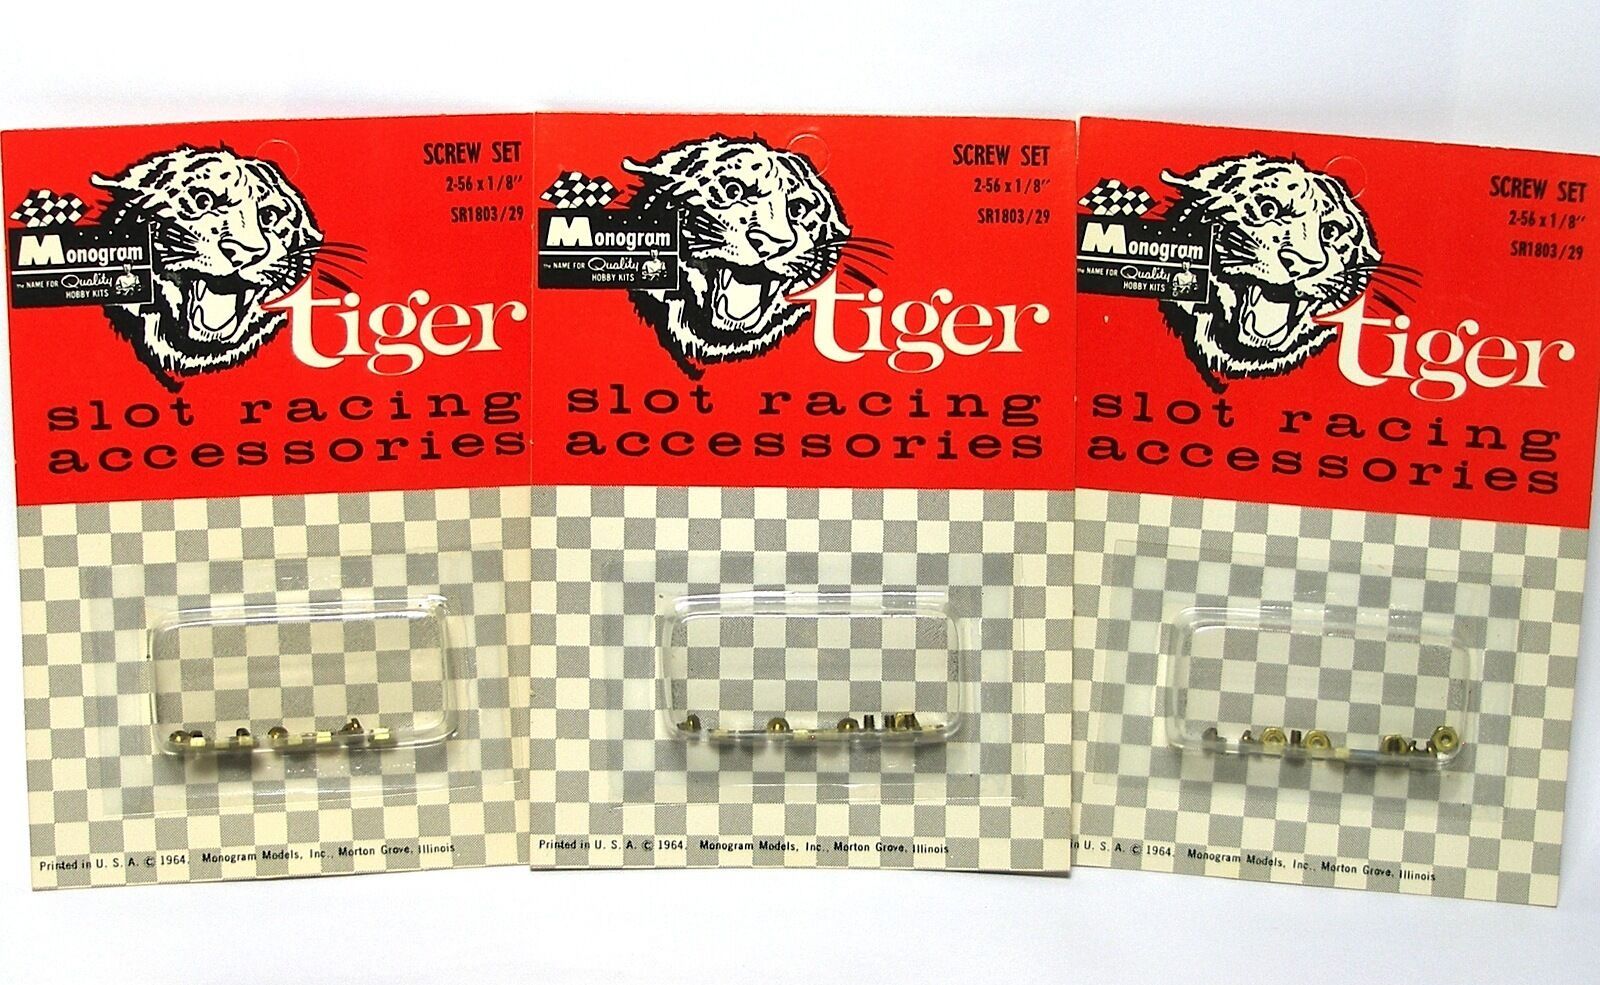 SCREW SET
2-56 x 1/8"
SR1803/29
Monogram
THE NAME FOR Quality
HOBBY KITS
tiger
slot racing
accessories
Printed in U. S. A. © 1964. Monogram Models, Inc., Morton Grove, Illinois
SCREW SET
2-56 x 1/8"
SR1803/29
Monogram
THE NAME FOR Quality
HOBBY KITS
tiger
slot racing
accessories
Printed in U. S. A. © 1964. Monogram Models, Inc., Morton Grove, Illinois
SCREW SET
2-56 x 1/8"
SR1803/29
Monogram
NAME FOR Quality
HOBBY KITS
tiger
slot racing
accessories
in U. S. A. © 1964. Monogram Models, Inc., Morton Grove, Illinois